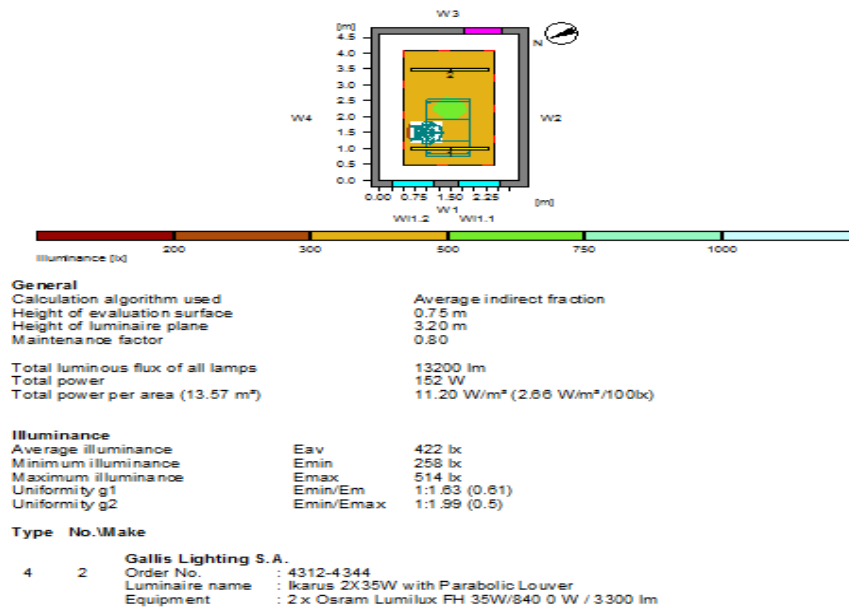 W3
[m]
4.5
4.0
3.5
3.0
2.5
2.0
1.5
1.0
0.5
0.0
N
W4
W2
2
0.00 0.75 1.50 2.25
[m]
W1
WI1.2 WI1.1
200 300 500 750 1000
Illuminance [lx]
General
Calculation algorithm used Average indirect fraction
Height of evaluation surface 0.75 m
Height of luminaire plane 3.20 m
Maintenance factor 0.80
Total luminous flux of all lamps 13200 lm
Total power 152 W
Total power per area (13.57 m²) 11.20 W/m² (2.66 W/m²/100lx)
Illuminance
Average illuminance Eav 422 lx
Minimum illuminance Emin 258 lx
Maximum illuminance Emax 514 lx
Uniformity g1 Emin/Em 1:1.63 (0.61)
Uniformity g2 Emin/Emax 1:1.99 (0.5)
Type No.\Make
Gallis Lighting S.A.
4 2 Order No. : 4312-4344
Luminaire name : Ikarus 2X35W with Parabolic Louver
Equipment : 2 x Osram Lumilux FH 35W/840 0 W / 3300 lm